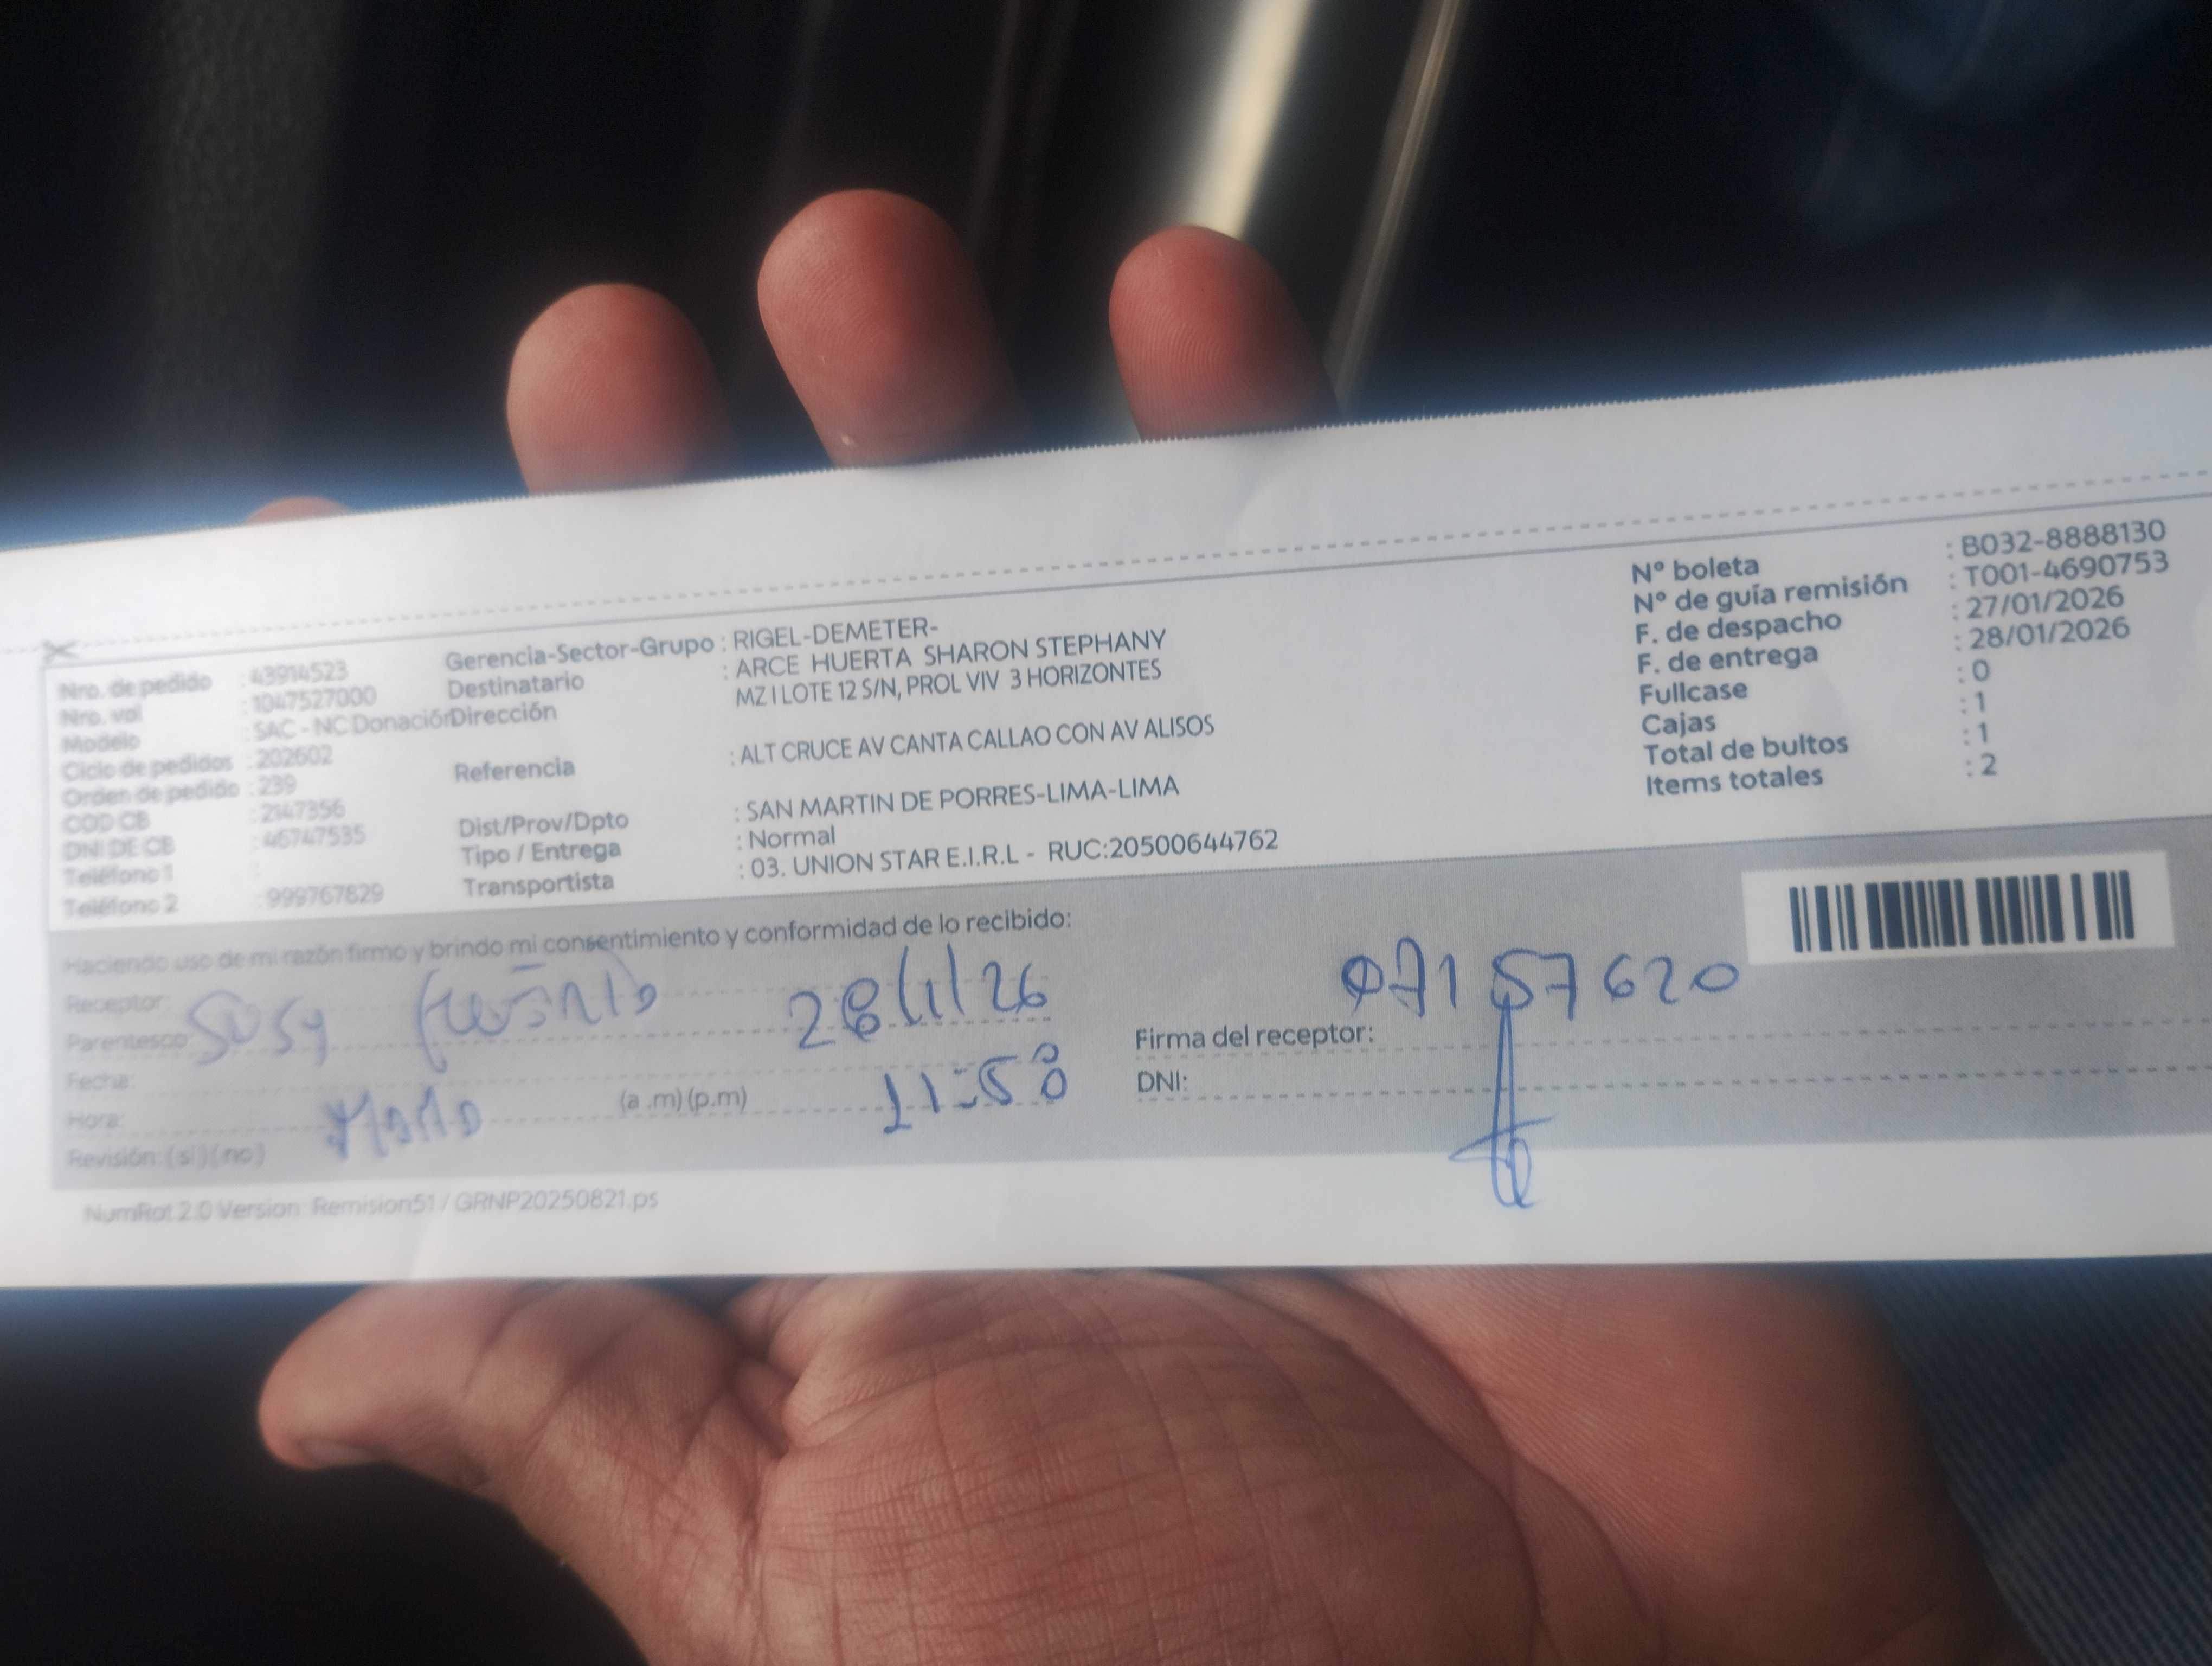 Nro. de pedido : 43914523
Nro. vol : 1047527000
Modelo : SAC - NC Donación
Ciclo de pedidos : 202602
Orden de pedido : 239
COD CB : 2147356
DNI DE CB : 46747535
Teléfono 1 :
Teléfono 2 : 999767829
Gerencia-Sector-Grupo : RIGEL-DEMETER-
Destinatario : ARCE HUERTA SHARON STEPHANY
Dirección MZ I LOTE 12 S/N, PROL VIV 3 HORIZONTES
Referencia : ALT CRUCE AV CANTA CALLAO CON AV ALISOS
Dist/Prov/Dpto : SAN MARTIN DE PORRES-LIMA-LIMA
Tipo / Entrega : Normal
Transportista : 03. UNION STAR E.I.R.L - RUC:20500644762
N° boleta : B032-8888130
N° de guía remisión : T001-4690753
F. de despacho : 27/01/2026
F. de entrega : 28/01/2026
Fullcase : 0
Cajas : 1
Total de bultos : 1
Items totales : 2
Haciendo uso de mi razón firmo y brindo mi consentimiento y conformidad de lo recibido:
Receptor:
Parentesco: Susy 28/1/26
Fecha:
Hora: (a .m) (p.m) 11:58
Revisión: ( si ) ( no )
07157620
Firma del receptor:
DNI:
NumRot 2.0 Version: Remision51 / GRNP20250821.ps